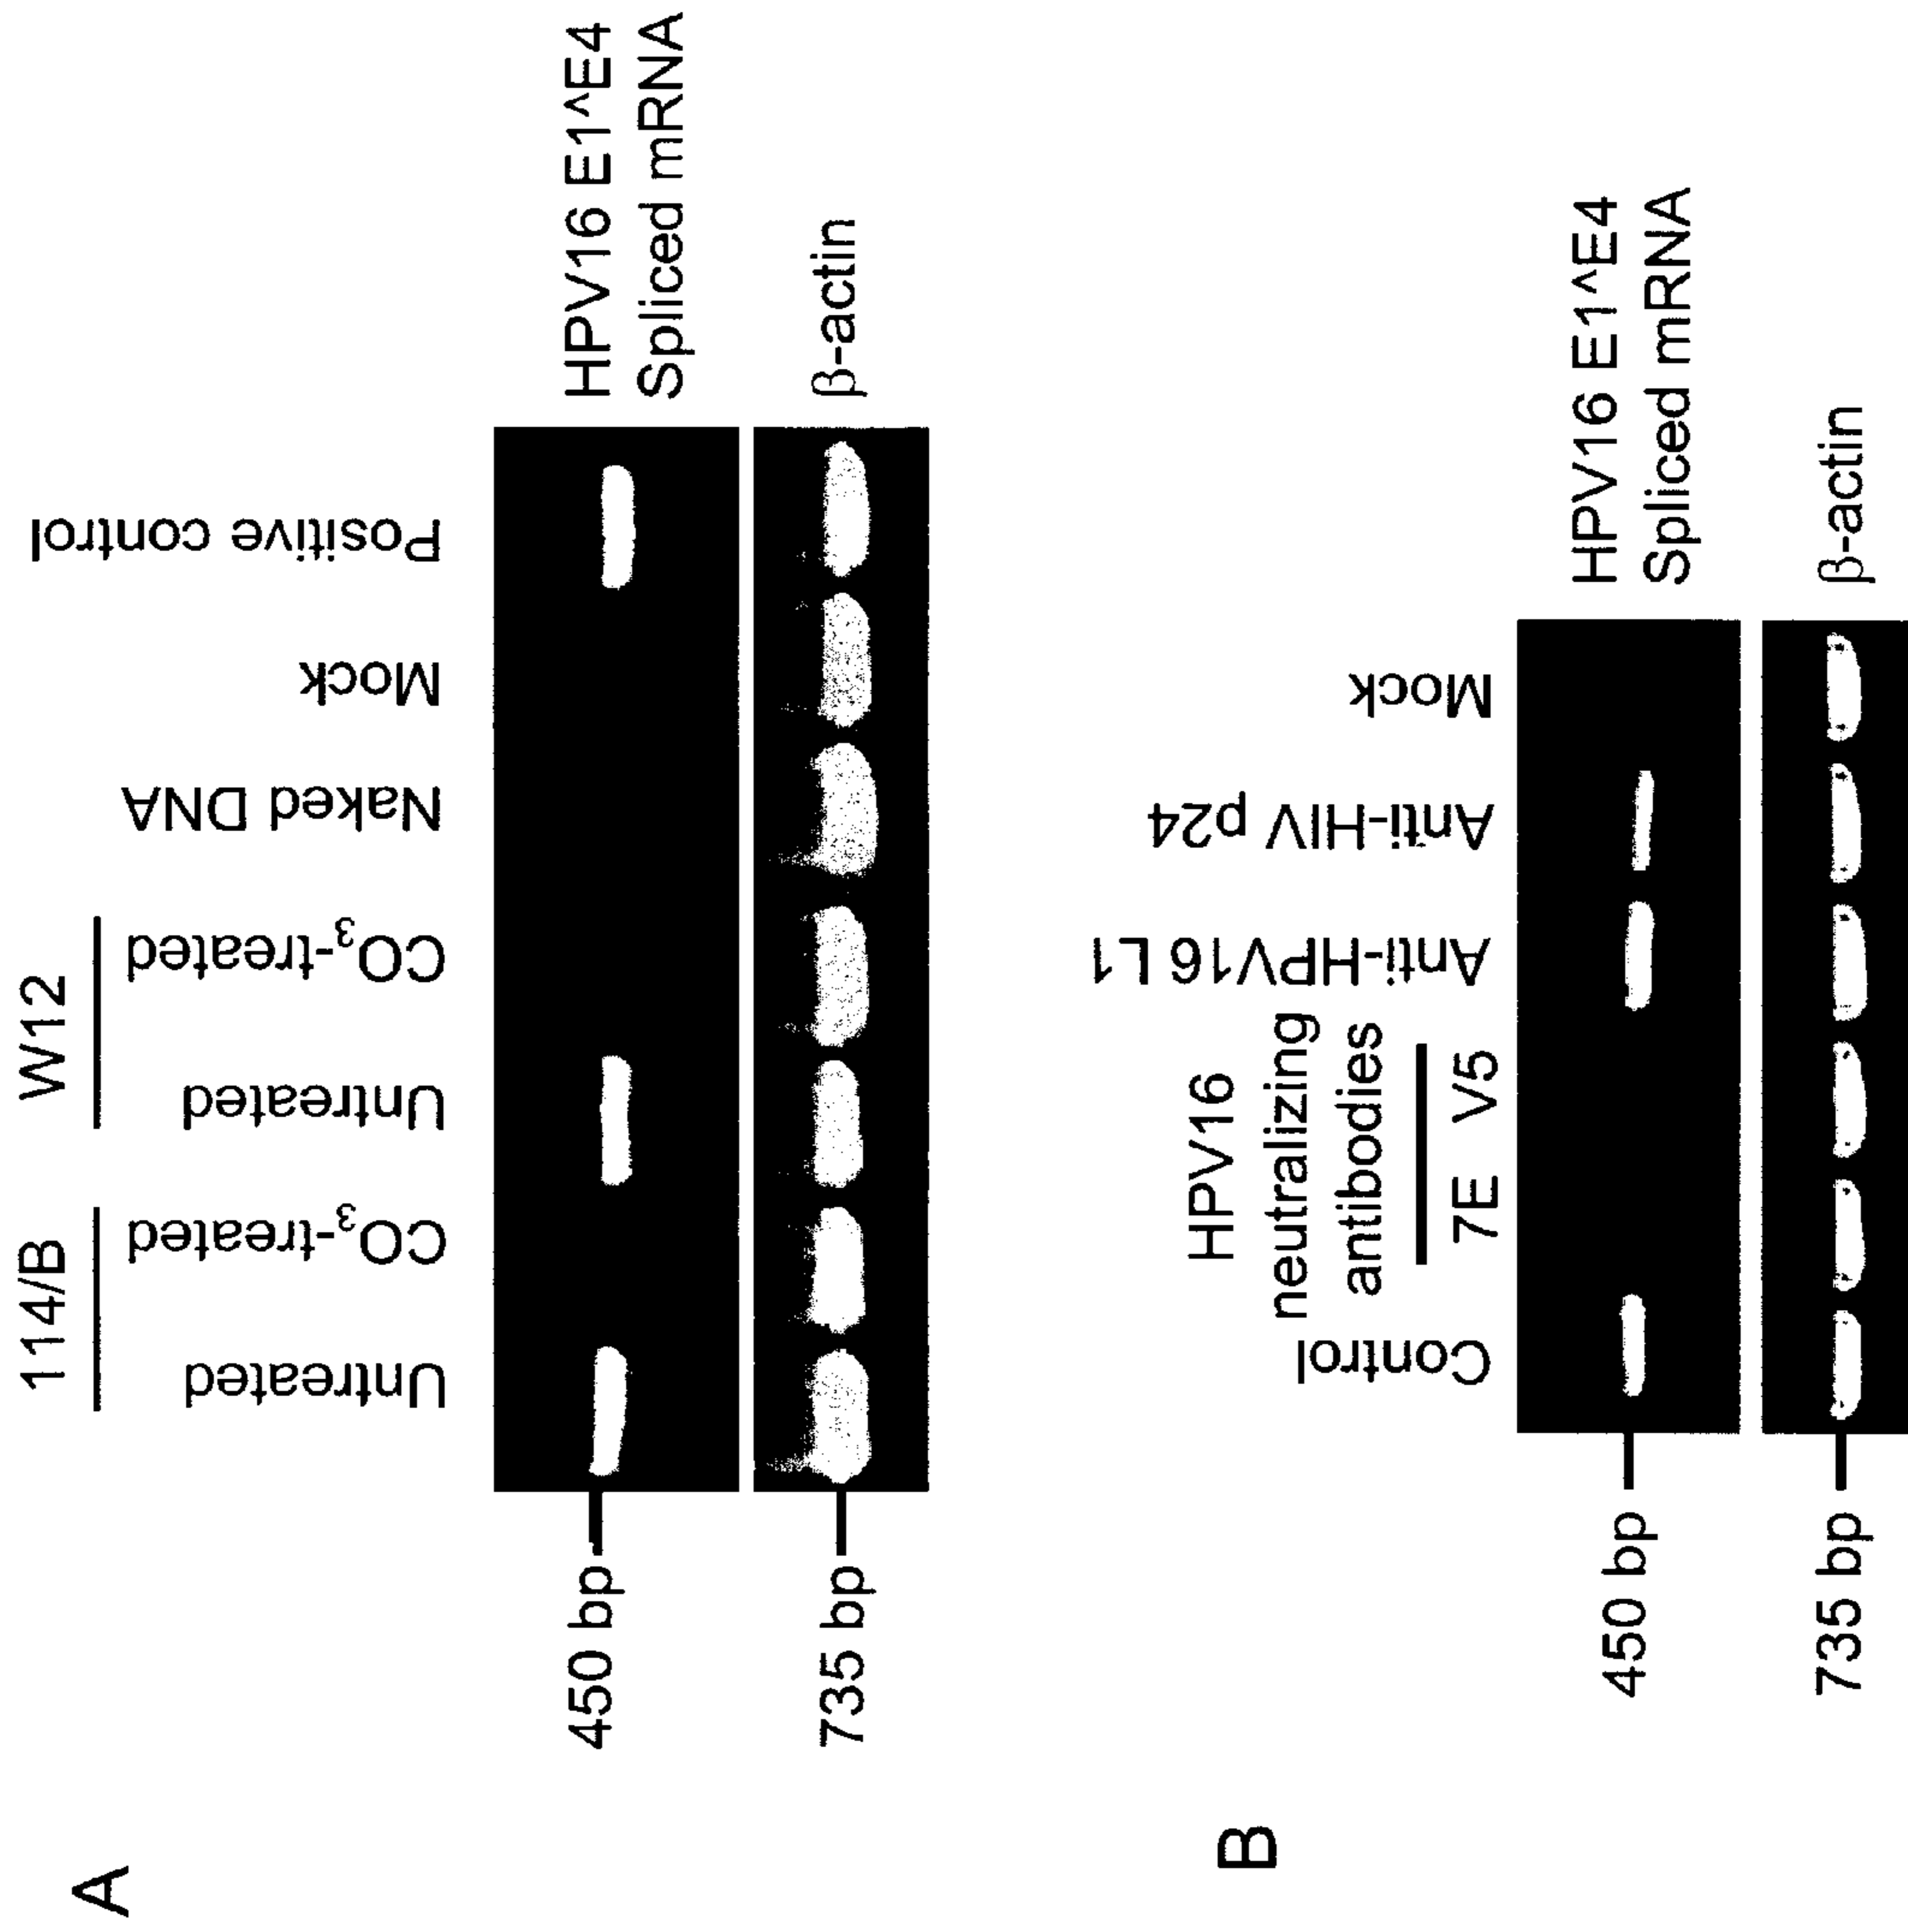 A
114/B
W12
Untreated
CO₃-treated
Untreated
CO₃-treated
Naked DNA
Mock
Positive control
450 bp
HPV16 E1^E4
Spliced mRNA
735 bp
β-actin
B
HPV16
neutralizing
antibodies
Control
7E
V5
Anti-HPV16 L1
Anti-HIV p24
Mock
450 bp
HPV16 E1^E4
Spliced mRNA
735 bp
β-actin